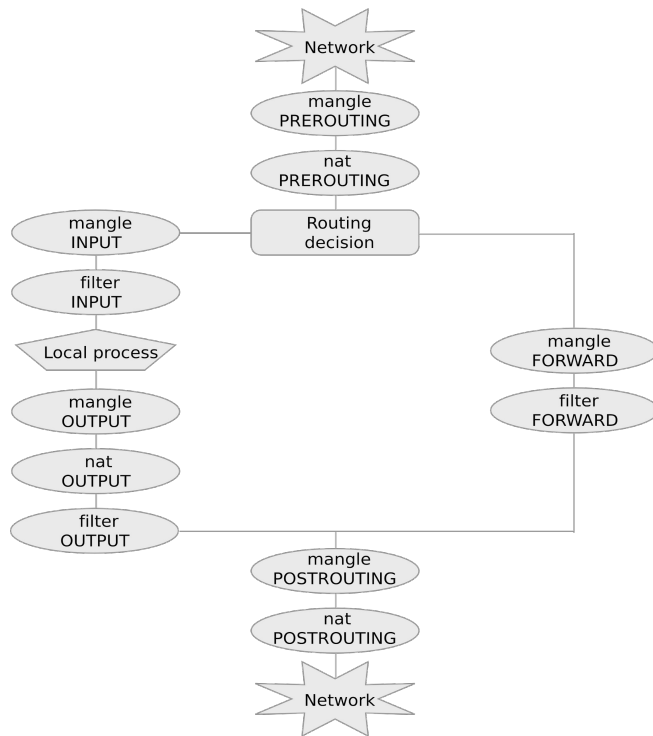 Network
mangle
PREROUTING
nat
PREROUTING
Routing
decision
mangle
INPUT
filter
INPUT
Local process
mangle
OUTPUT
nat
OUTPUT
filter
OUTPUT
mangle
FORWARD
filter
FORWARD
mangle
POSTROUTING
nat
POSTROUTING
Network